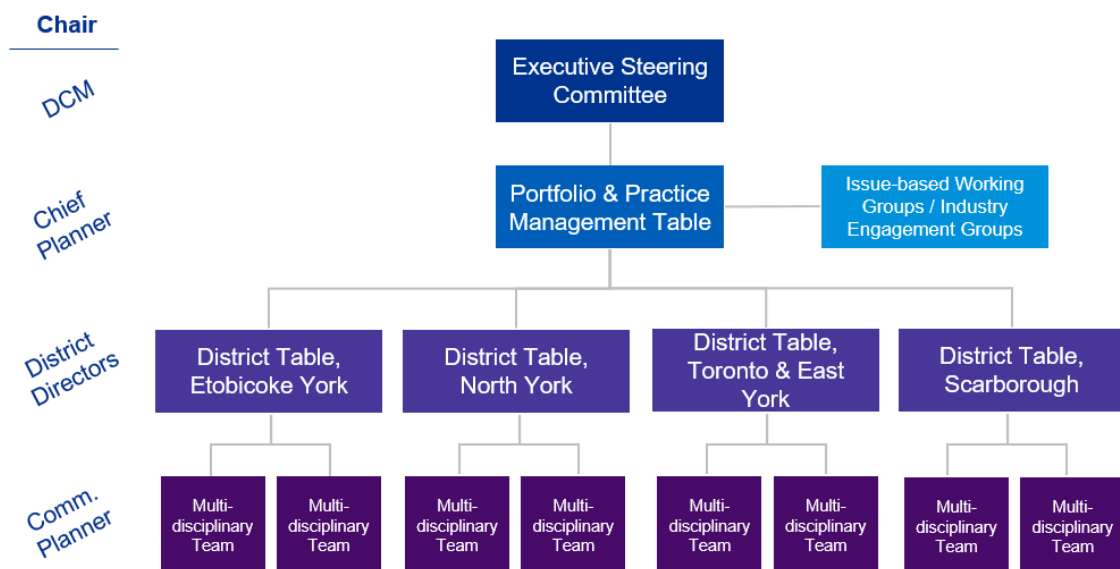 Chair
DCM
Executive Steering
Committee
Chief
Planner
Portfolio & Practice
Management Table
Issue-based Working
Groups / Industry
Engagement Groups
District
Directors
District Table,
Etobicoke York
District Table,
North York
District Table,
Toronto & East
York
District Table,
Scarborough
Comm.
Planner
Multi-
disciplinary
Team
Multi-
disciplinary
Team
Multi-
disciplinary
Team
Multi-
disciplinary
Team
Multi-
disciplinary
Team
Multi-
disciplinary
Team
Multi-
disciplinary
Team
Multi-
disciplinary
Team